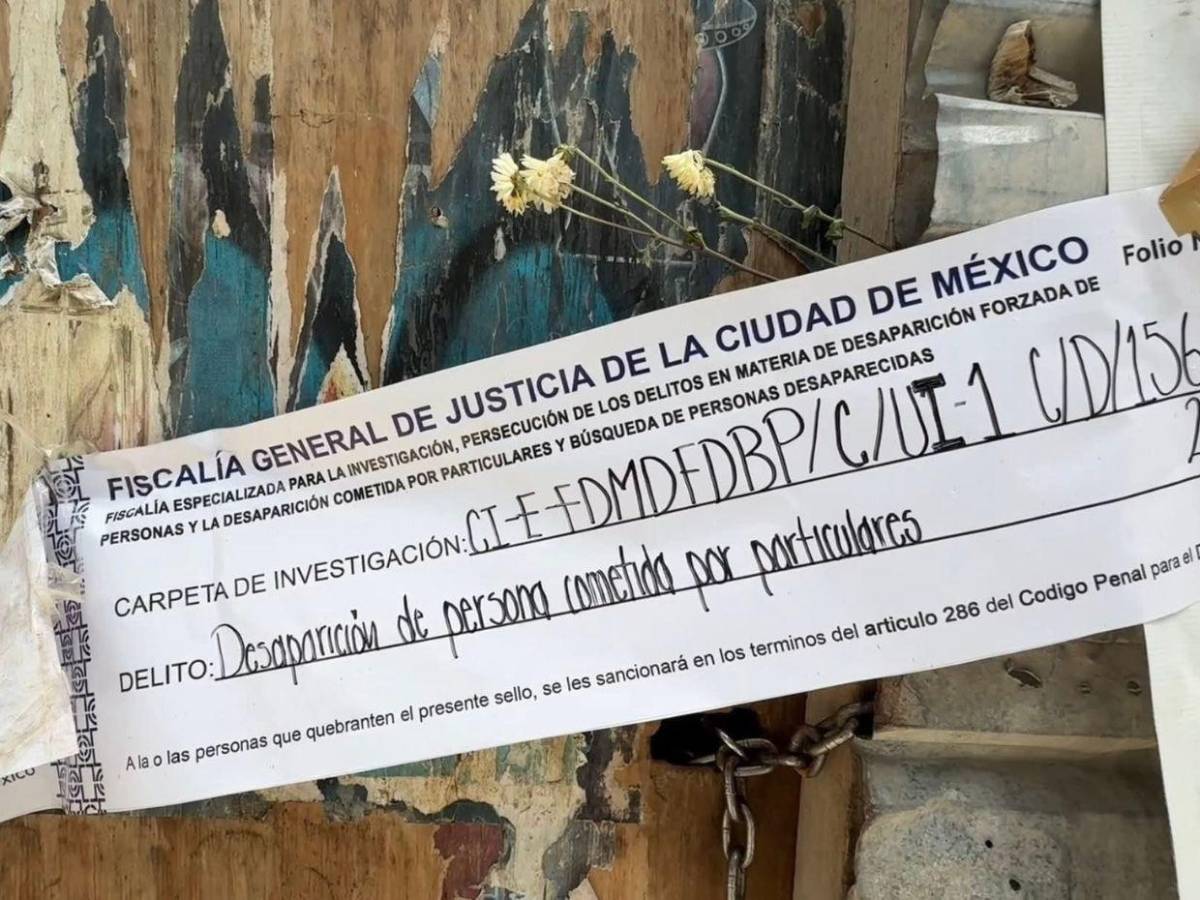 FISCALÍA GENERAL DE JUSTICIA DE LA CIUDAD DE MÉXICO
Folio
FISCALÍA ESPECIALIZADA PARA LA INVESTIGACIÓN, PERSECUCIÓN DE LOS DELITOS EN MATERIA DE DESAPARICIÓN FORZADA DE
PERSONAS Y LA DESAPARICIÓN COMETIDA POR PARTICULARES Y BÚSQUEDA DE PERSONAS DESAPARECIDAS
CARPETA DE INVESTIGACIÓN: CI-E-FDMDFDBP/C/UI-1 C/D/156
DELITO: Desaparición de persona cometida por particulares
A la o las personas que quebranten el presente sello, se les sancionará en los terminos del articulo 286 del Codigo Penal para el